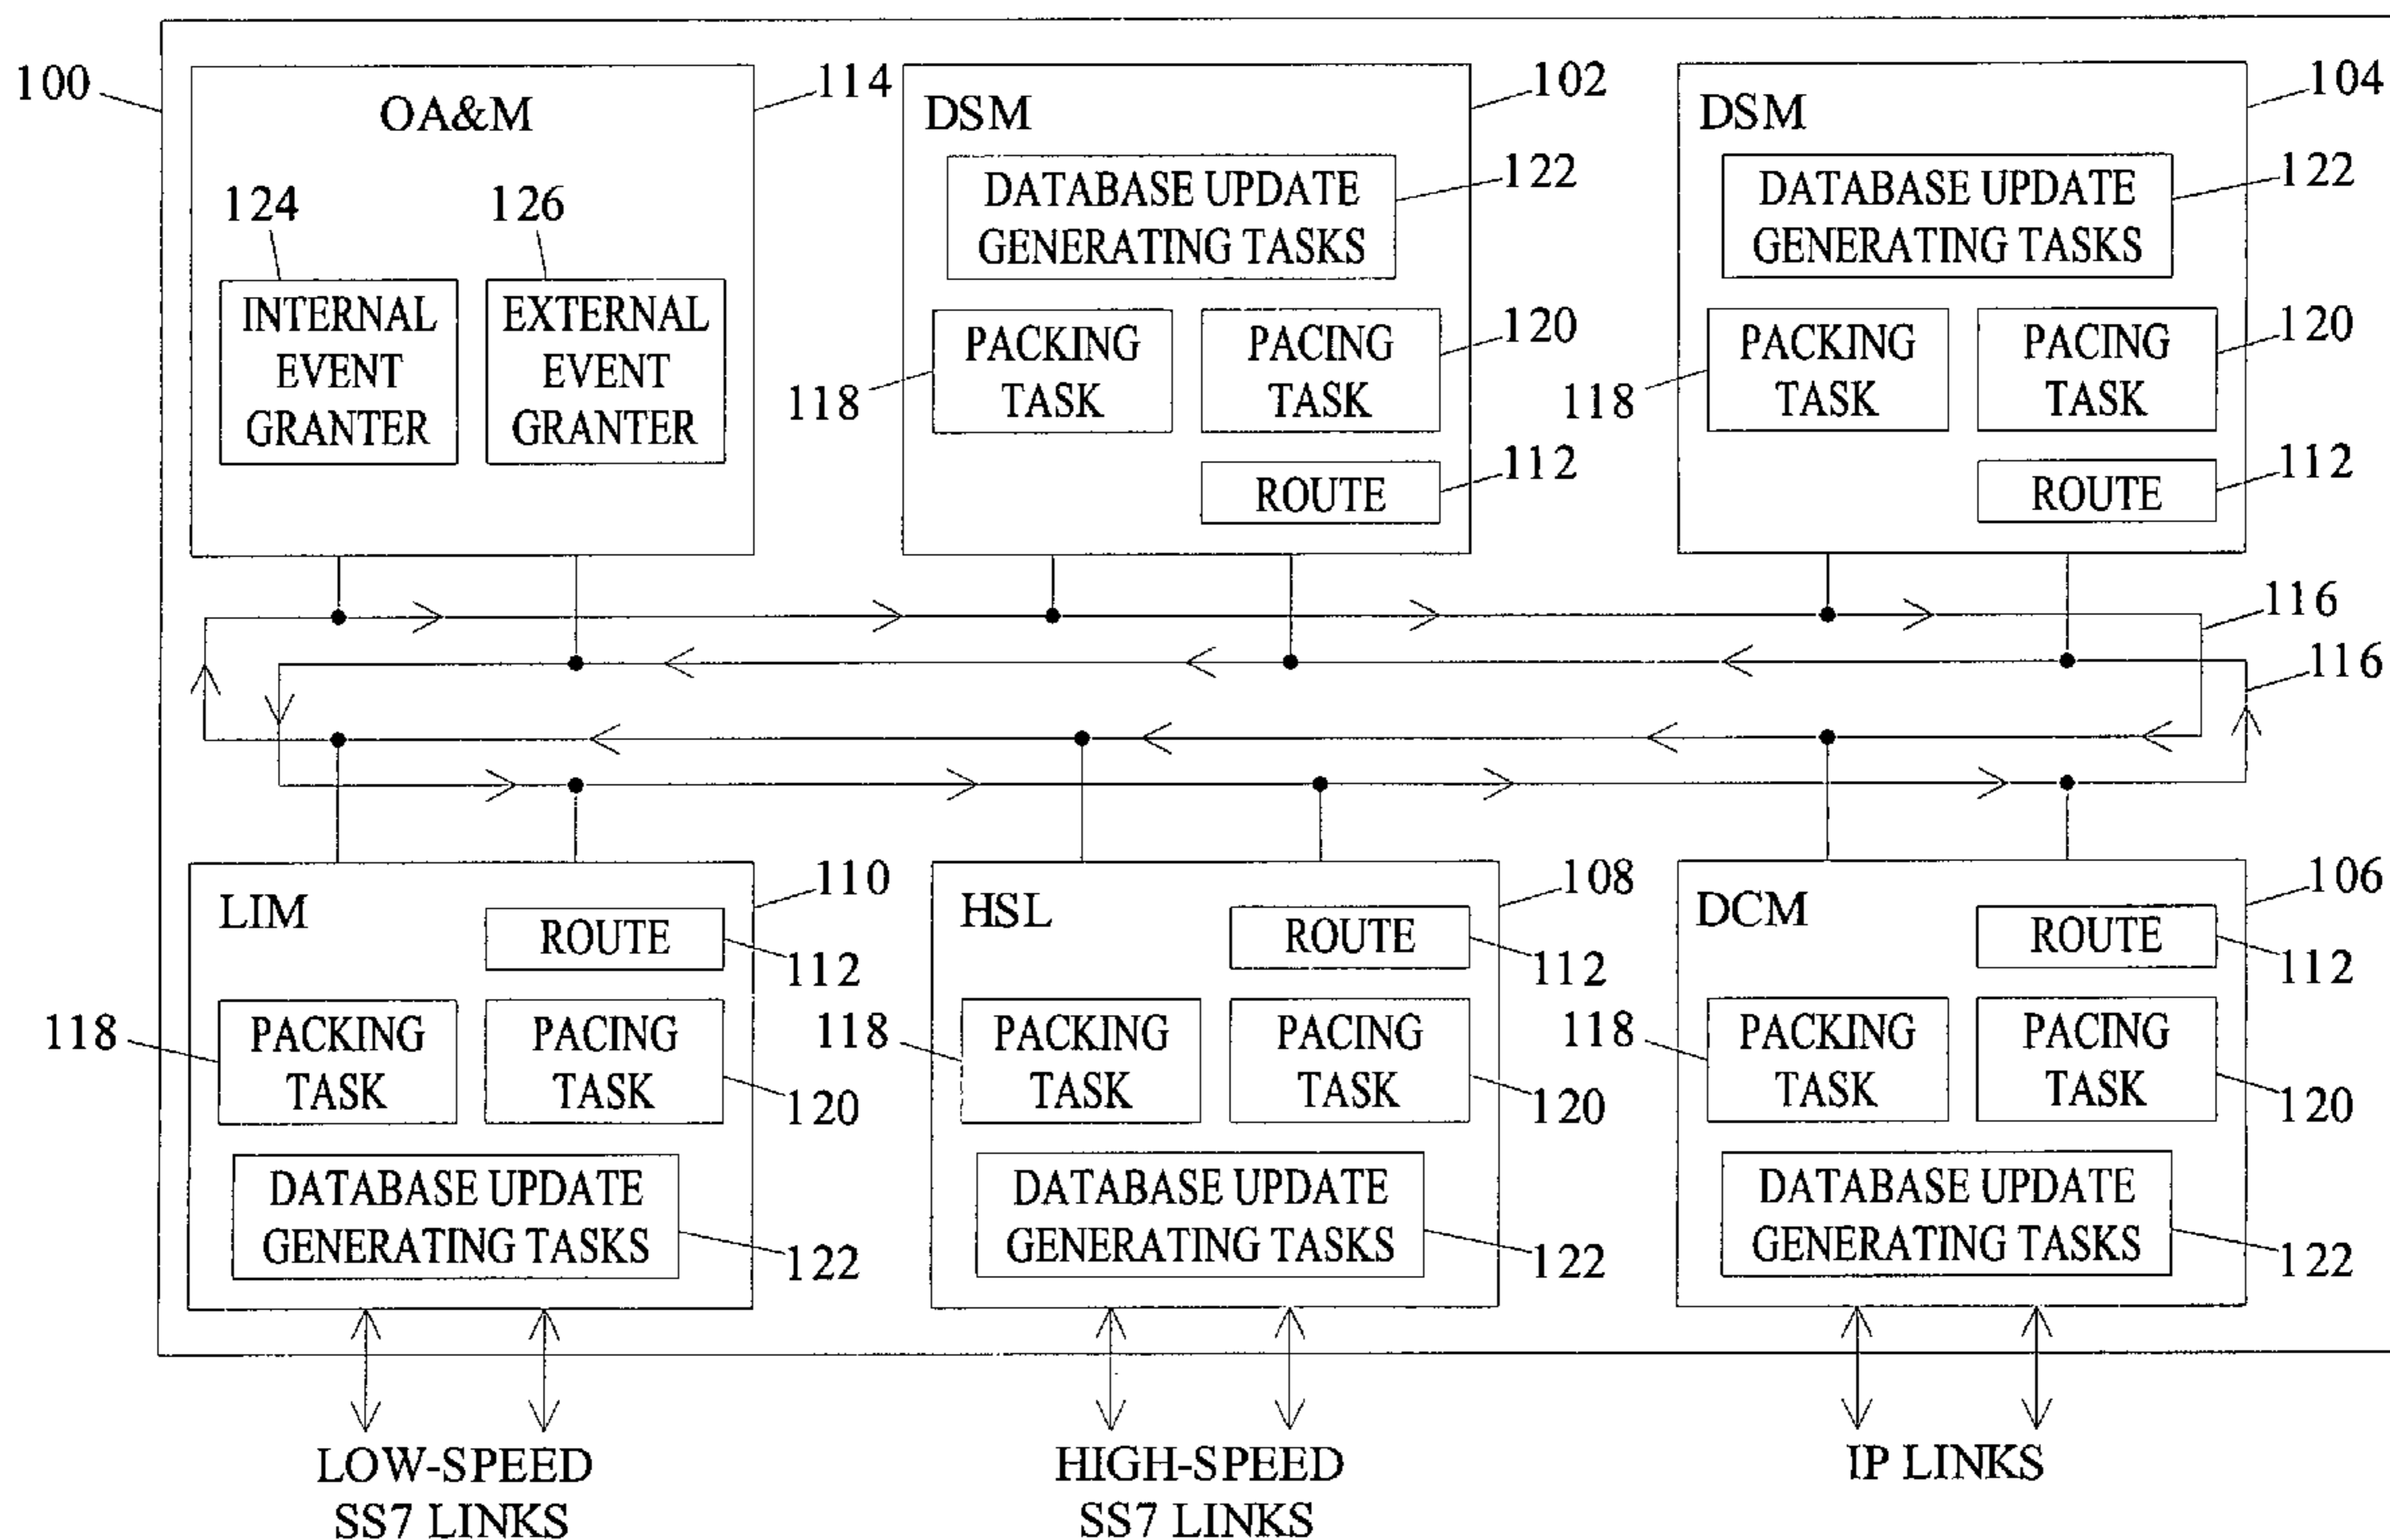 100
OA&M
114
124
126
INTERNAL
EVENT
GRANTER
EXTERNAL
EVENT
GRANTER
DSM
102
DATABASE UPDATE
GENERATING TASKS
122
PACKING
TASK
118
PACING
TASK
120
ROUTE
112
DSM
104
DATABASE UPDATE
GENERATING TASKS
122
PACKING
TASK
118
PACING
TASK
120
ROUTE
112
116
116
LIM
110
ROUTE
112
PACKING
TASK
118
PACING
TASK
120
DATABASE UPDATE
GENERATING TASKS
122
HSL
108
ROUTE
112
PACKING
TASK
118
PACING
TASK
120
DATABASE UPDATE
GENERATING TASKS
122
DCM
106
ROUTE
112
PACKING
TASK
118
PACING
TASK
120
DATABASE UPDATE
GENERATING TASKS
122
LOW-SPEED
SS7 LINKS
HIGH-SPEED
SS7 LINKS
IP LINKS